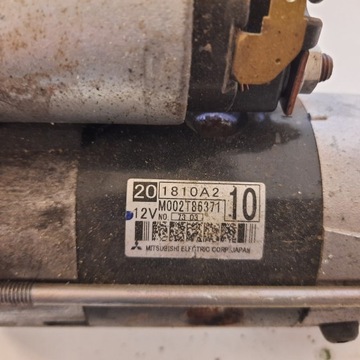 20 1810A2
12V M002T86371 10
NO
MITSUBISHI ELECTRIC CORP.JAPAN